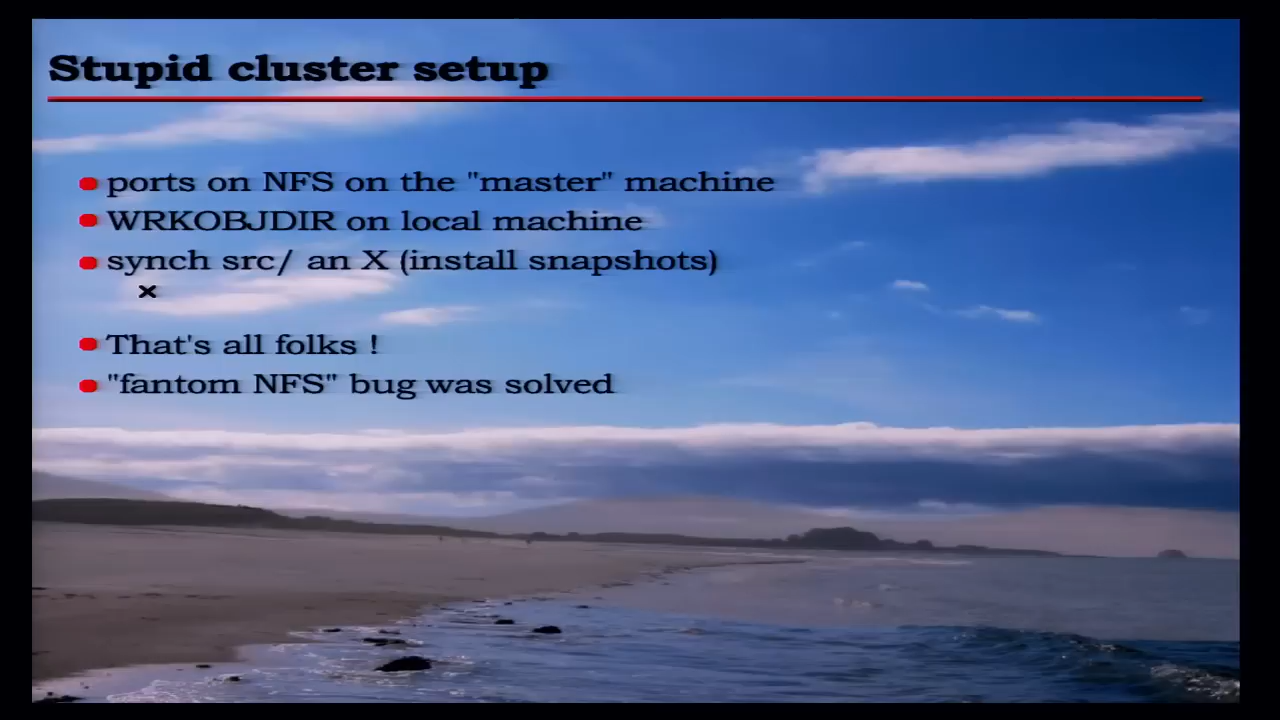 Stupid cluster setup
ports on NFS on the "master" machine
WRKOBJDIR on local machine
synch src/ an X (install snapshots)
That's all folks !
"fantom NFS" bug was solved